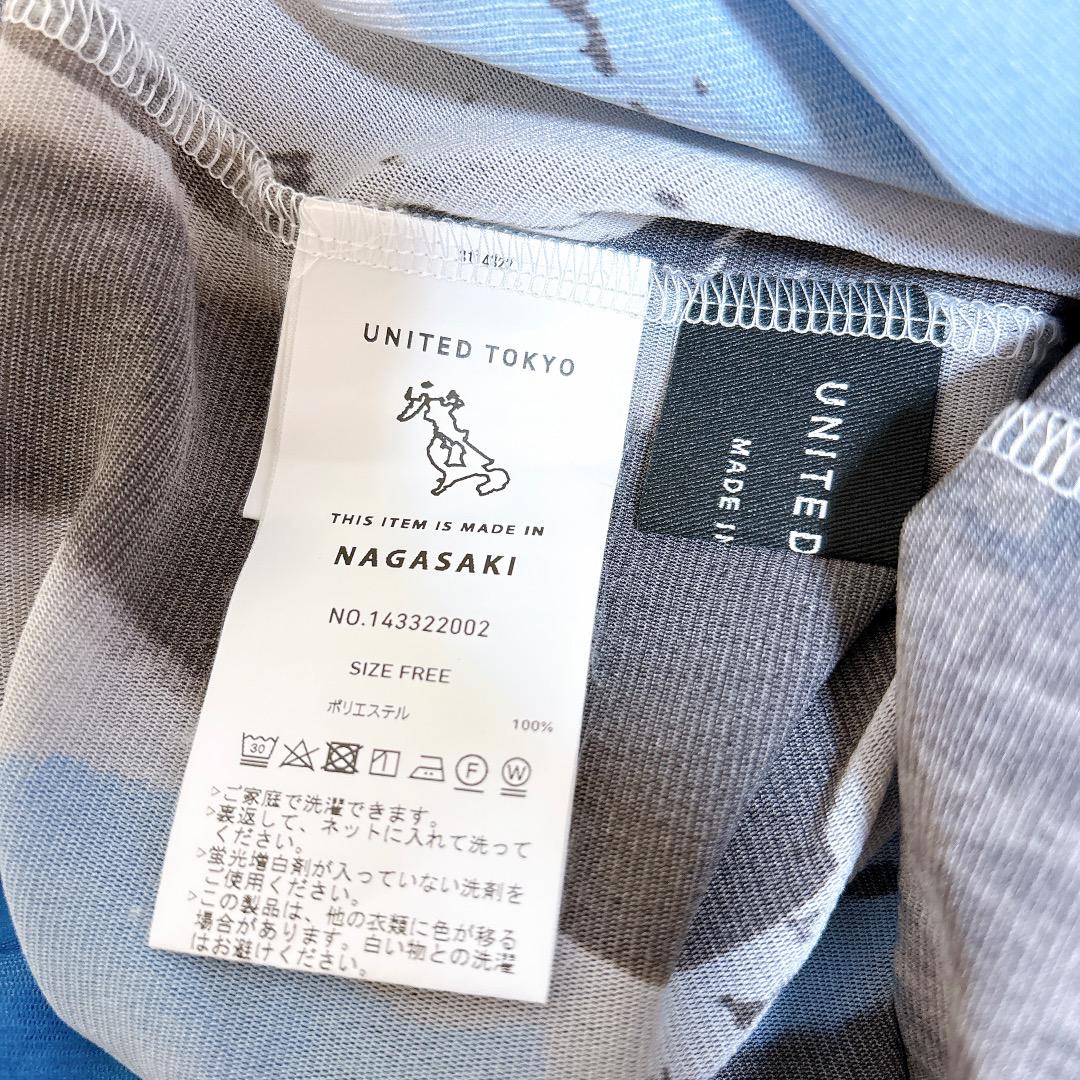 UNITED TOKYO
THIS ITEM IS MADE IN
NAGASAKI
NO.143322002
SIZE FREE
ポリエステル 100%
30 F W
>ご家庭で洗濯できます。
>裏返して、ネットに入れて洗って
ください。
>蛍光増白剤が入っていない洗剤を
ご使用ください。
>この製品は、他の衣類に色が移る
場合があります。白い物との洗濯
はお避けください。
UNITED
MADE IN